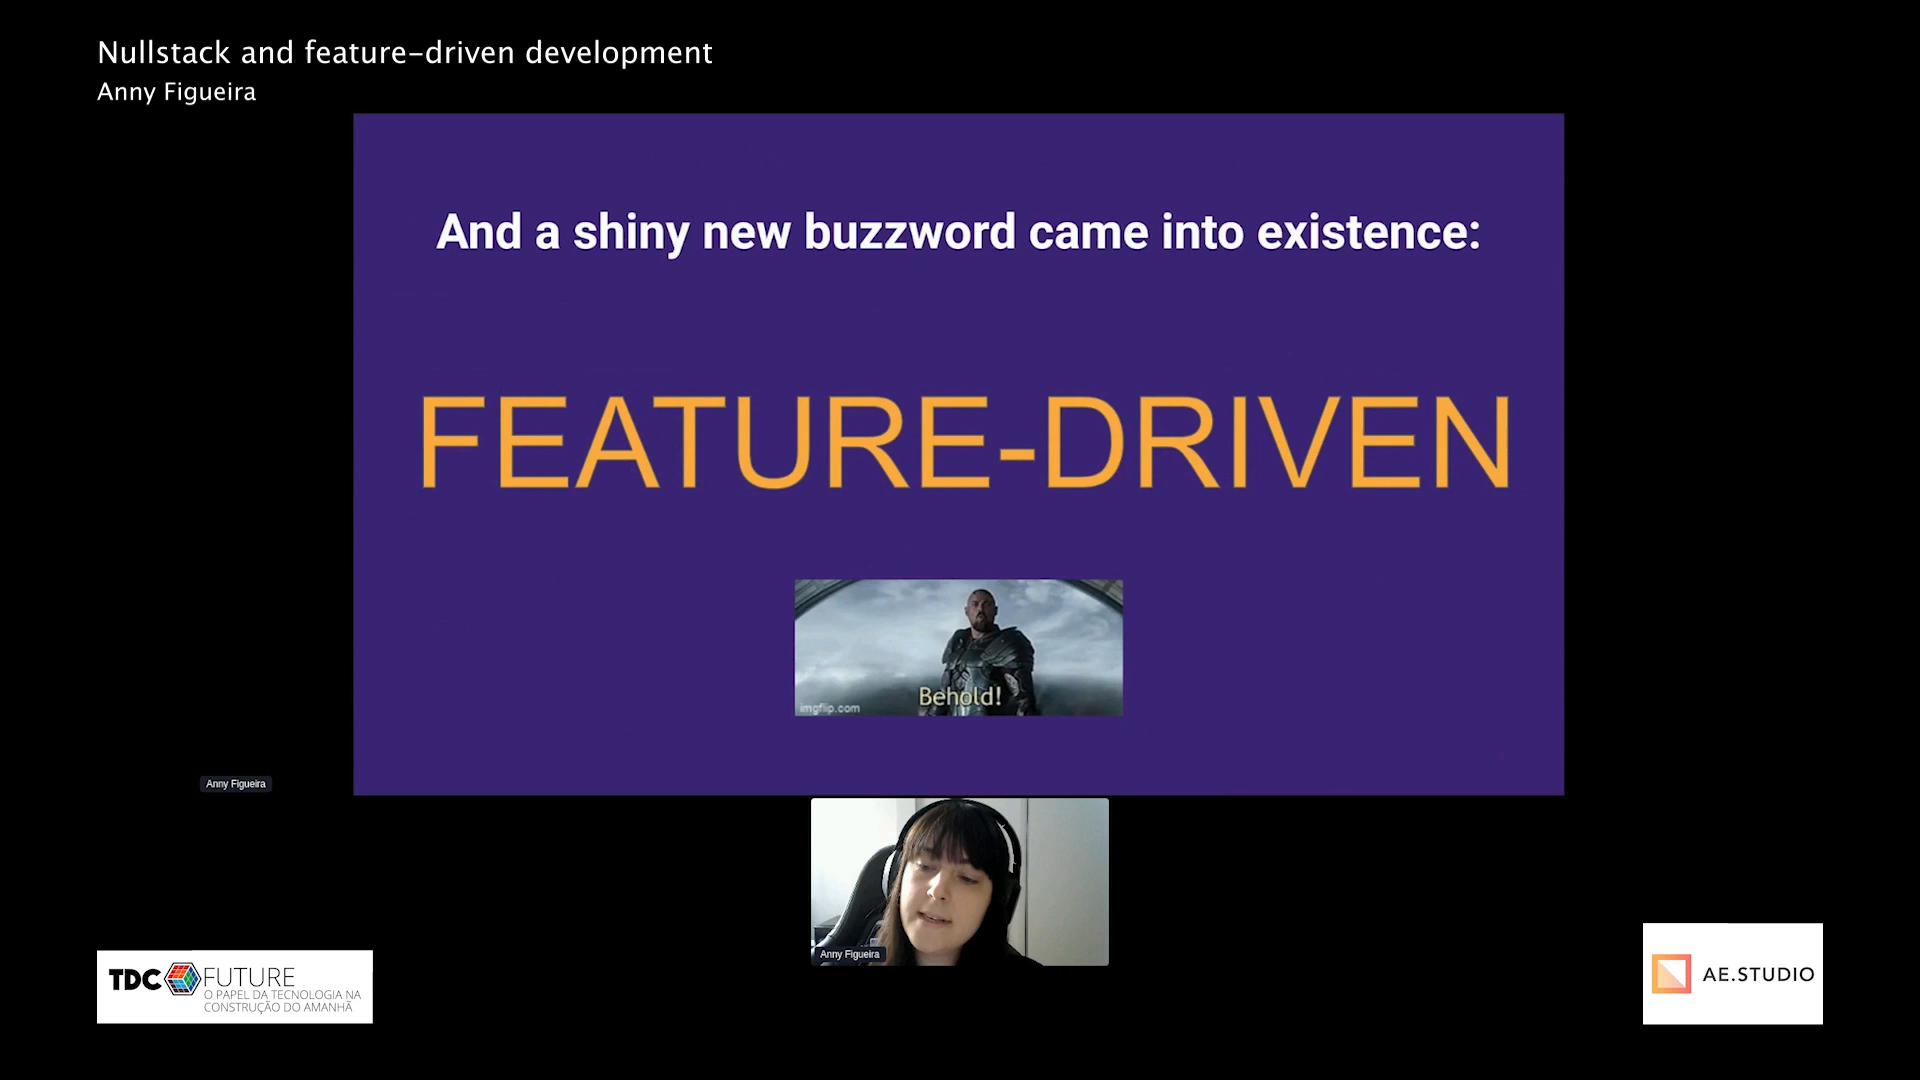 Nullstack and feature-driven development
Anny Figueira
And a shiny new buzzword came into existence:
FEATURE-DRIVEN
Behold!
imgflip.com
Anny Figueira
Anny Figueira
TDC FUTURE
O PAPEL DA TECNOLOGIA NA
CONSTRUÇÃO DO AMANHÃ
AE.STUDIO